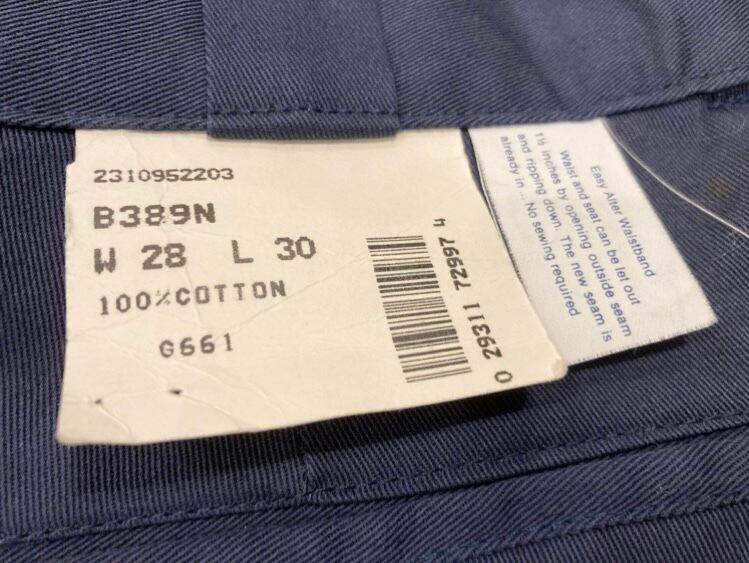 2310952203
B389N
W 28 L 30
100%COTTON
G661
0 29311 72997 4
Easy Alter Waistband
Waist and seat can be let out
1½ inches by opening outside seam
and ripping down. The new seam is
already in ... No sewing required